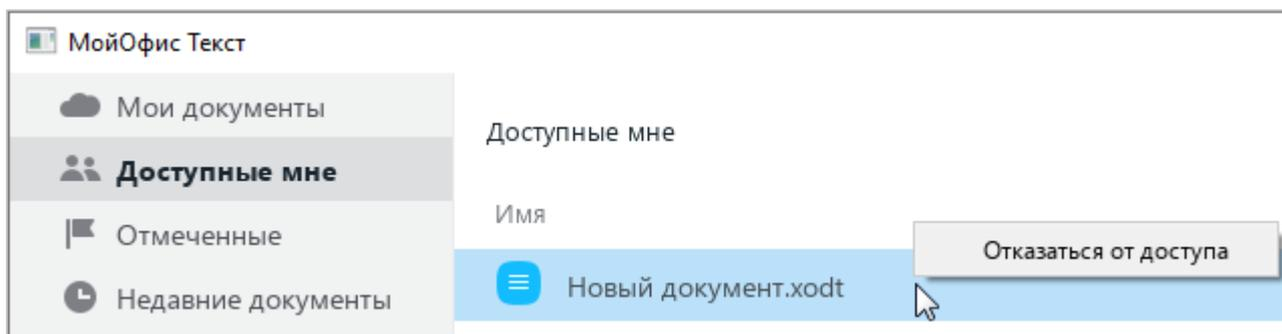 МойОфис Текст
Мои документы
Доступные мне
Отмеченные
Недавние документы
Доступные мне
Имя
Новый документ.xodt
Отказаться от доступа